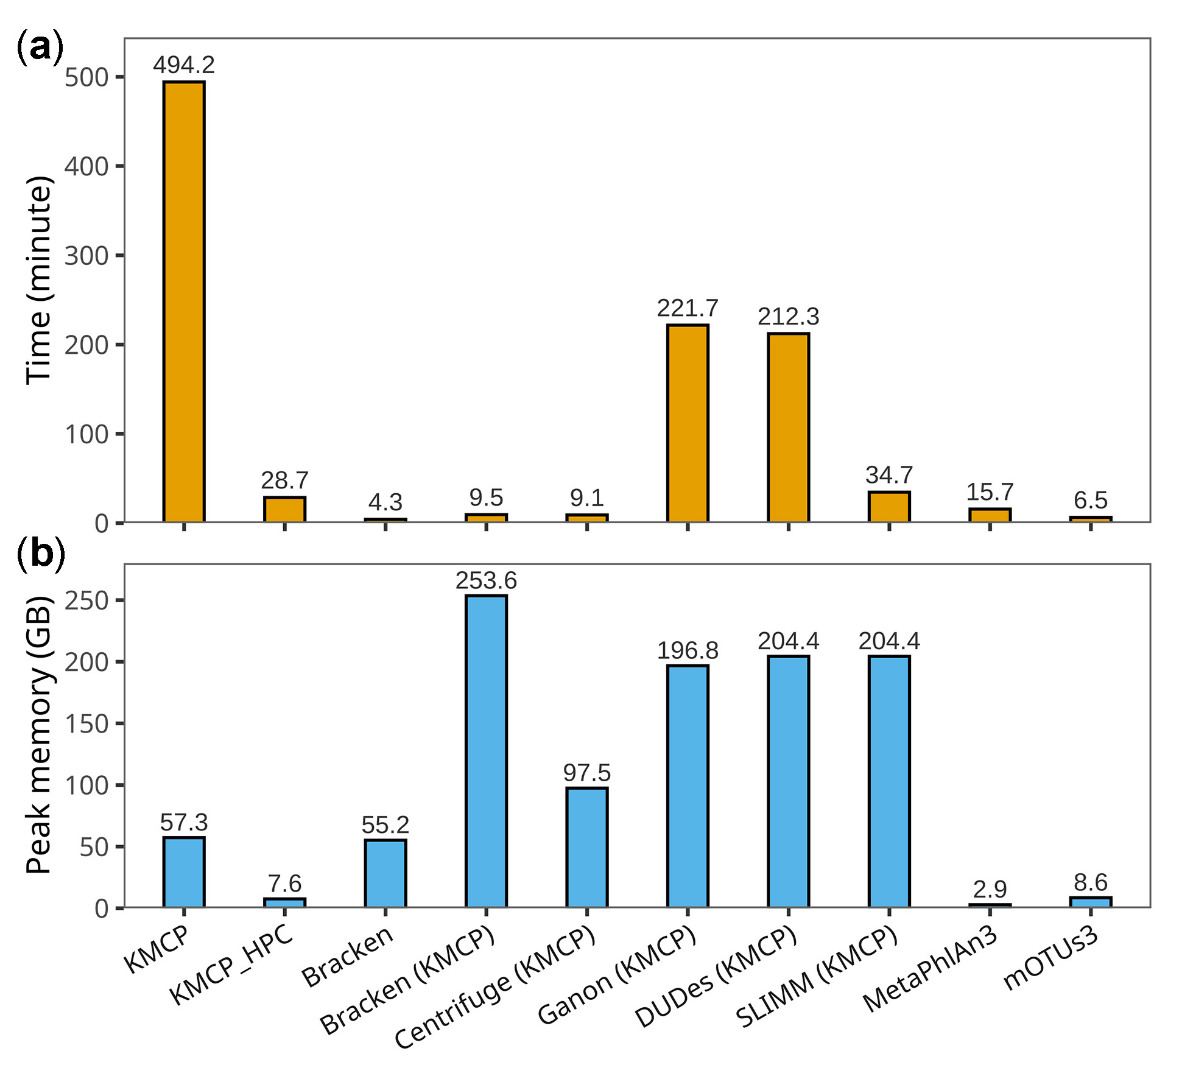 (a)
Time (minute)
500
400
300
200
100
0
494.2
28.7
4.3
9.5
9.1
221.7
212.3
34.7
15.7
6.5
(b)
Peak memory (GB)
250
200
150
100
50
0
57.3
7.6
55.2
253.6
97.5
196.8
204.4
204.4
2.9
8.6
KMCP
KMCP_HPC
Bracken
Bracken (KMCP)
Centrifuge (KMCP)
Ganon (KMCP)
DUDes (KMCP)
SLIMM (KMCP)
MetaPhlAn3
mOTUs3